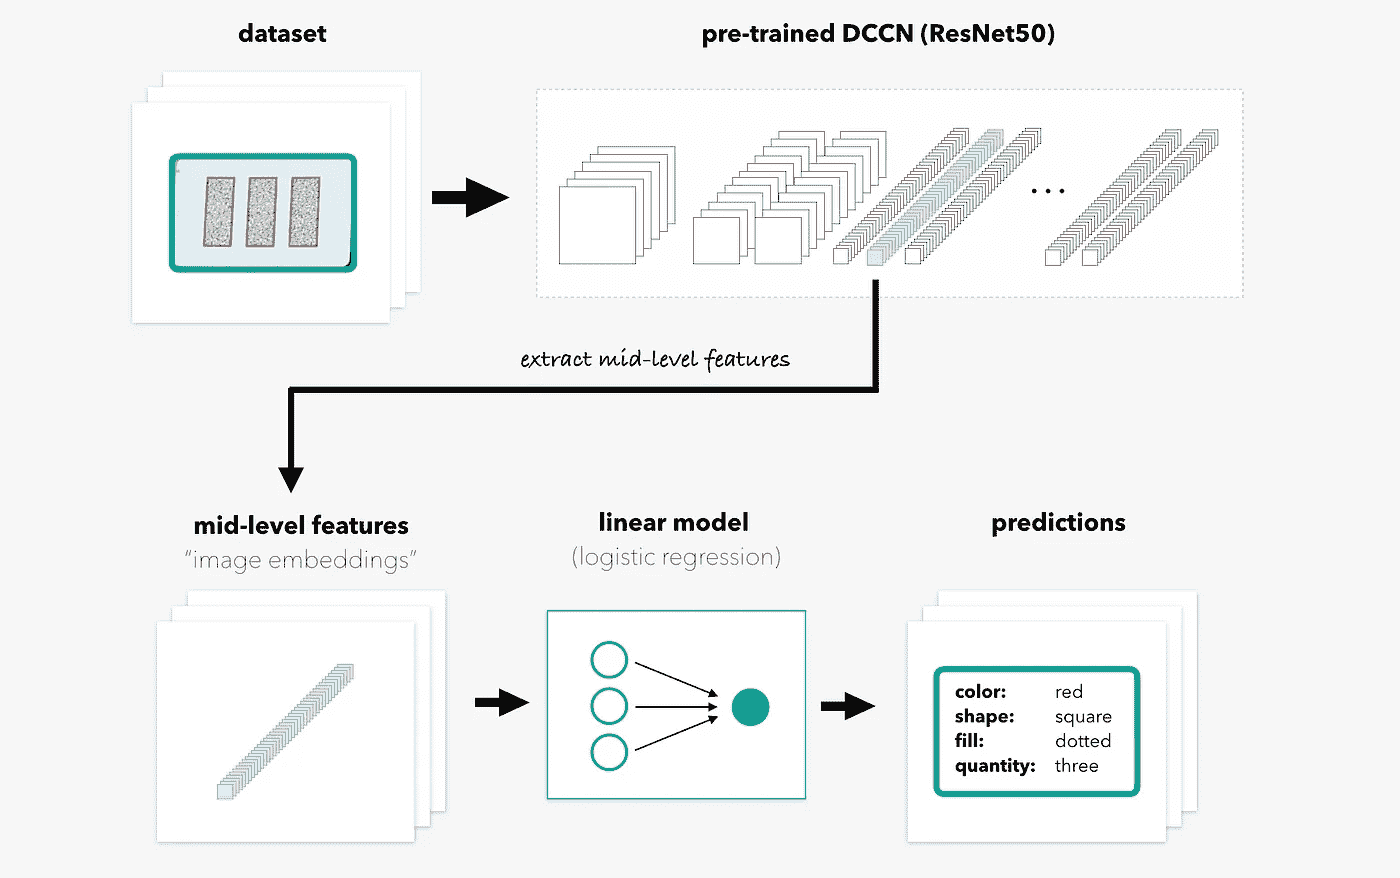 dataset
pre-trained DCCN (ResNet50)
...
extract mid-level features
mid-level features
“image embeddings”
linear model
(logistic regression)
predictions
color: red
shape: square
fill: dotted
quantity: three